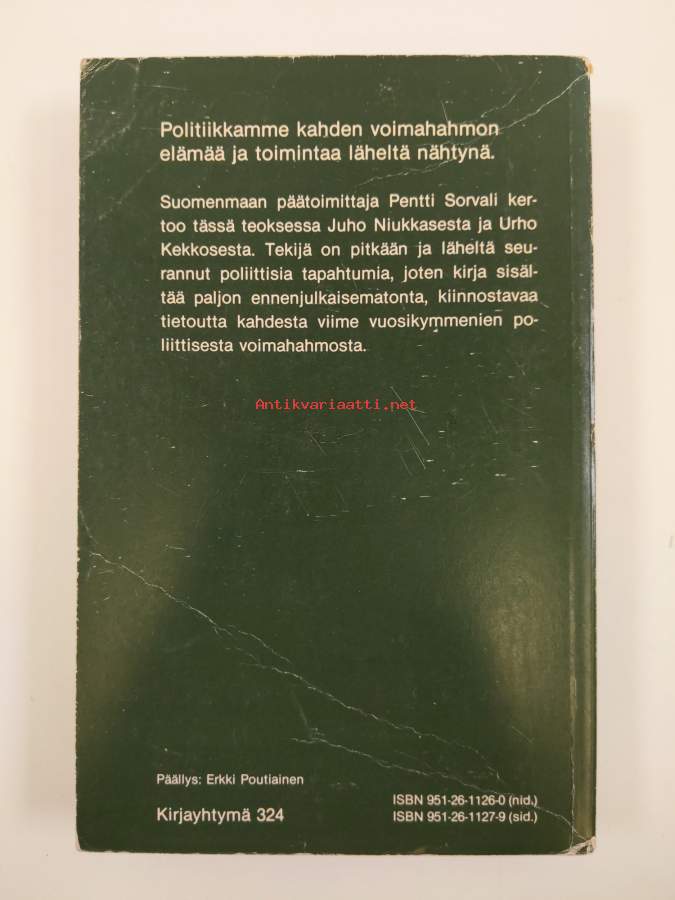 Politiikkamme kahden voimahahmon
elämää ja toimintaa läheltä nähtynä.
Suomenmaan päätoimittaja Pentti Sorvali ker-
too tässä teoksessa Juho Niukkasesta ja Urho
Kekkosesta. Tekijä on pitkään ja läheltä seu-
rannut poliittisia tapahtumia, joten kirja sisäl-
tää paljon ennenjulkaisematonta, kiinnostavaa
tietoutta kahdesta viime vuosikymmenien po-
liittisesta voimahahmosta.
Antikvariaatti.net
Päällys: Erkki Poutiainen
Kirjayhtymä 324
ISBN 951-26-1126-0 (nid.)
ISBN 951-26-1127-9 (sid.)